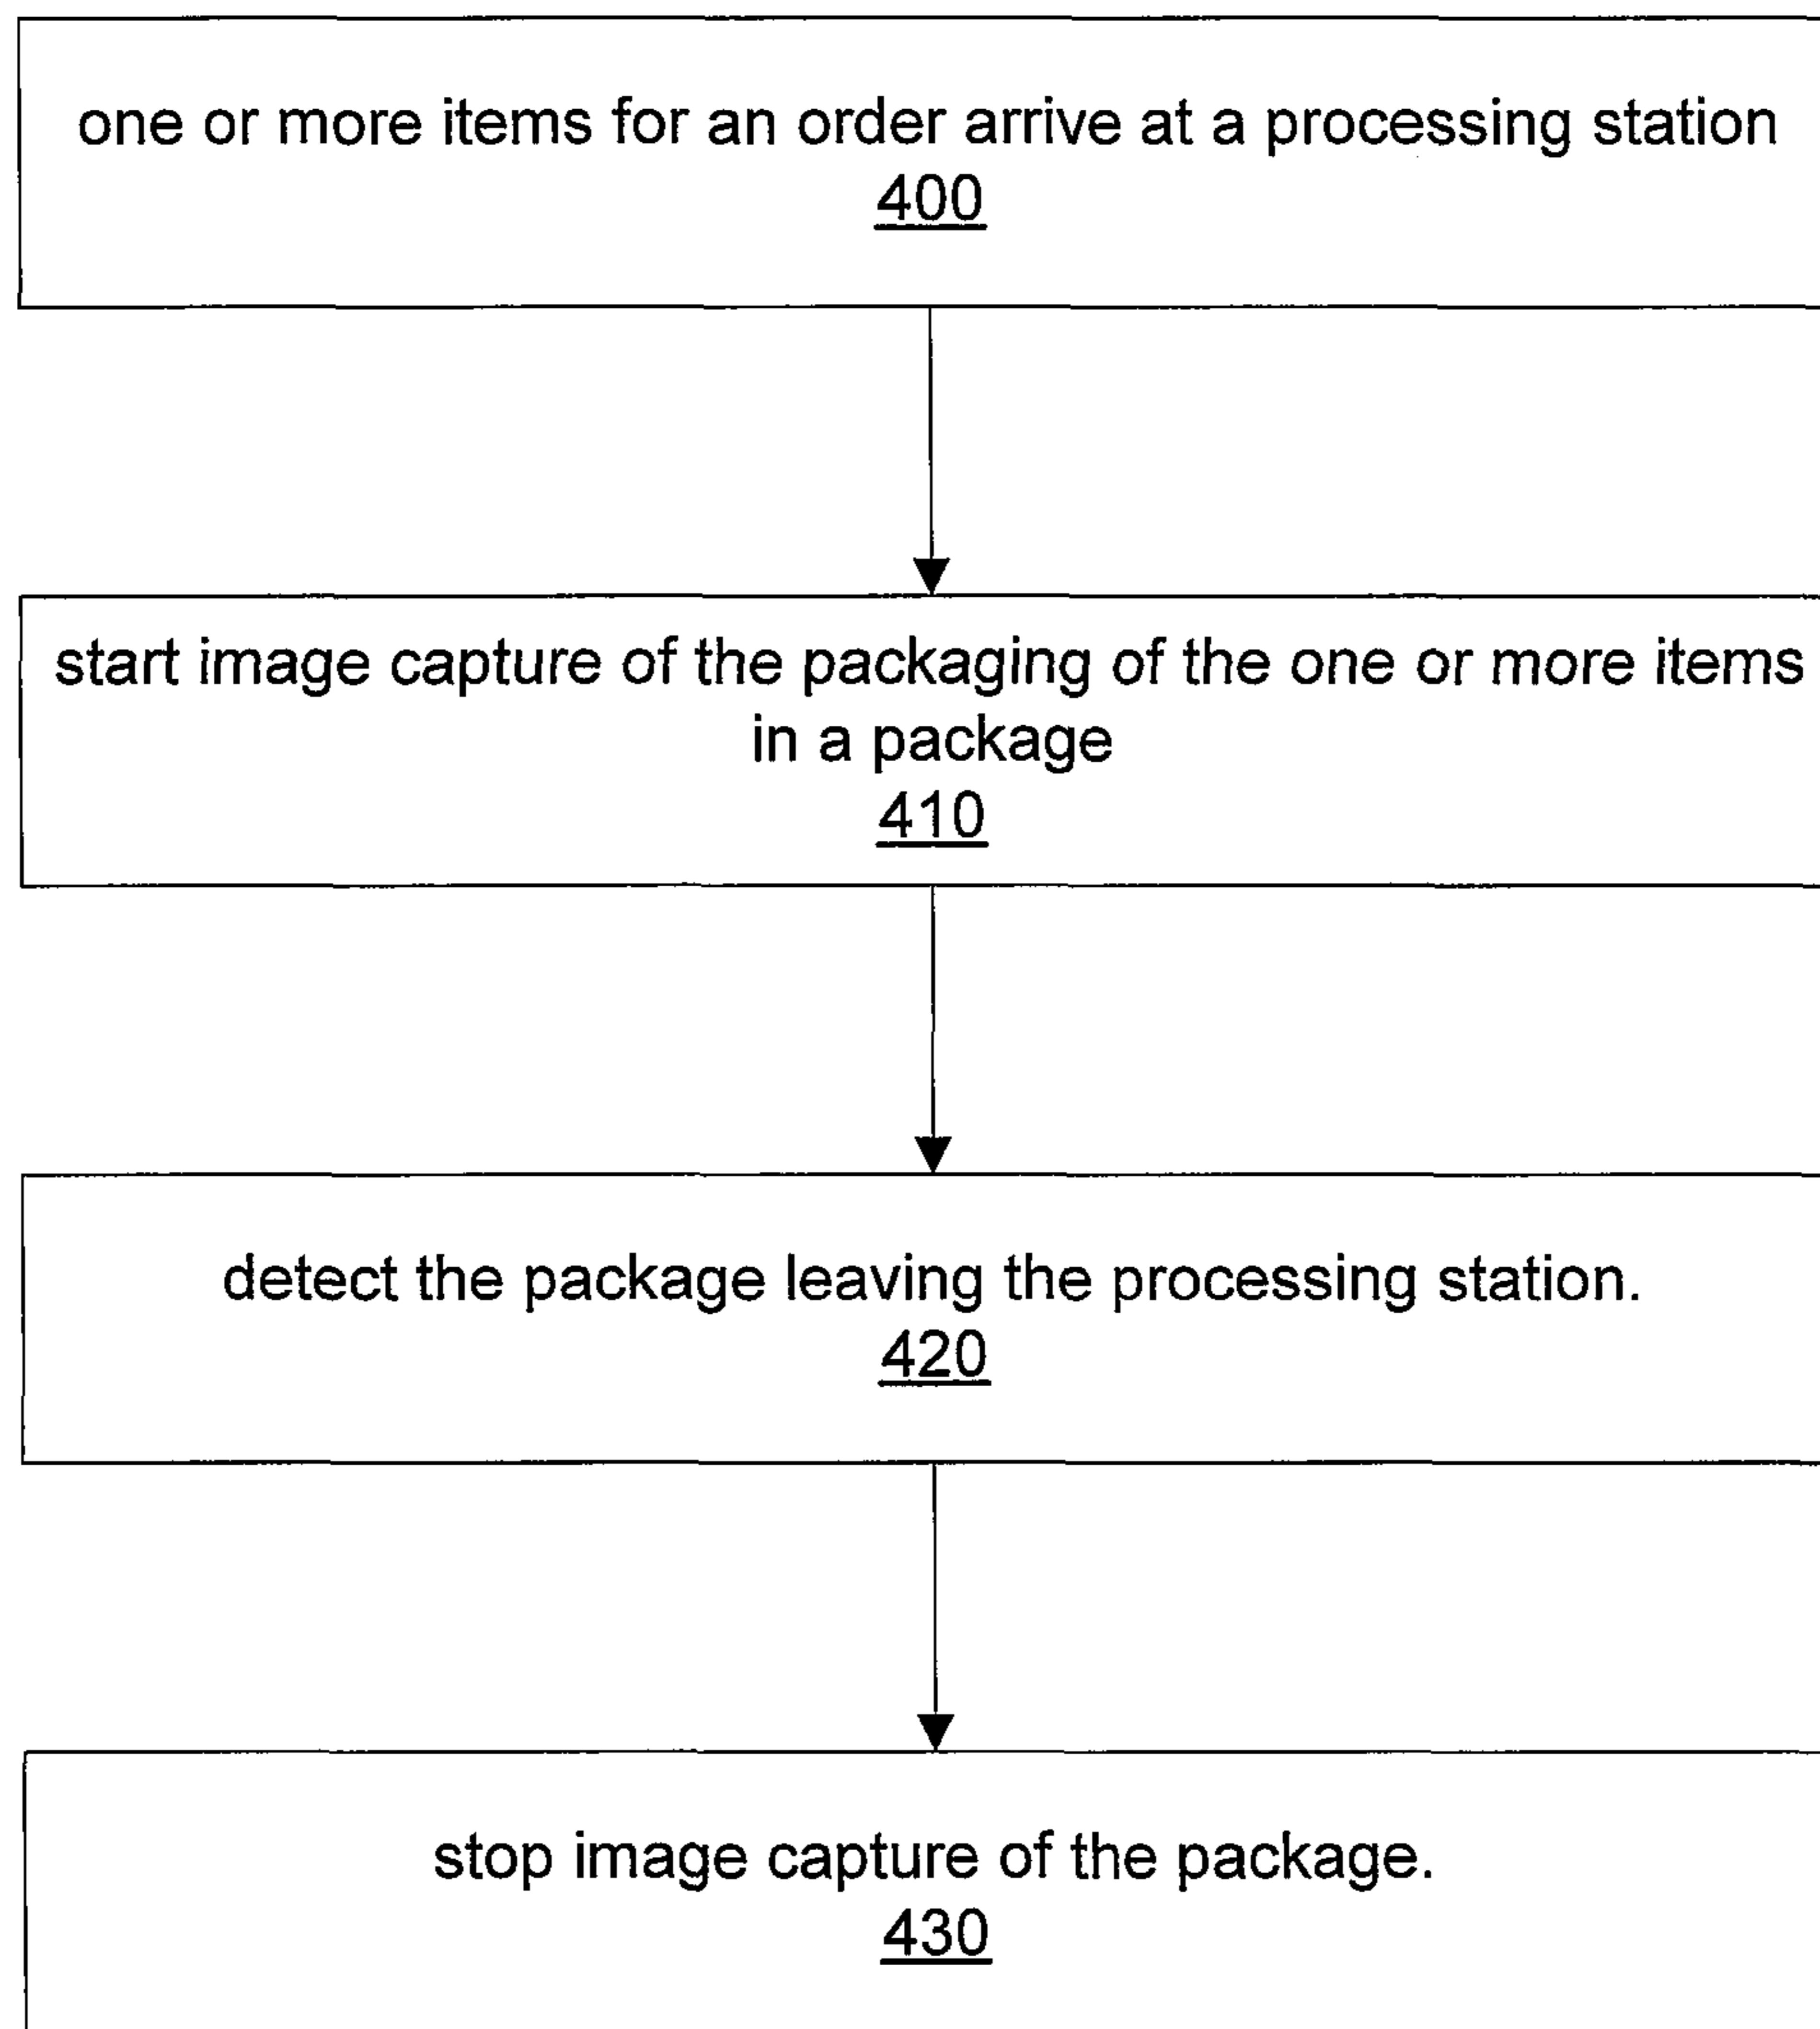 one or more items for an order arrive at a processing station
400
start image capture of the packaging of the one or more items
in a package
410
detect the package leaving the processing station.
420
stop image capture of the package.
430